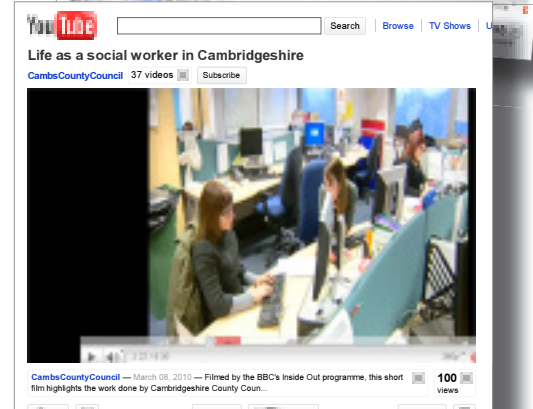 You Tube
Search Browse TV Shows
Life as a social worker in Cambridgeshire
CambsCountyCouncil 37 videos Subscribe
CambsCountyCouncil — March 08, 2010 — Filmed by the BBC's Inside Out programme, this short
film highlights the work done by Cambridgeshire County Coun...
100
views